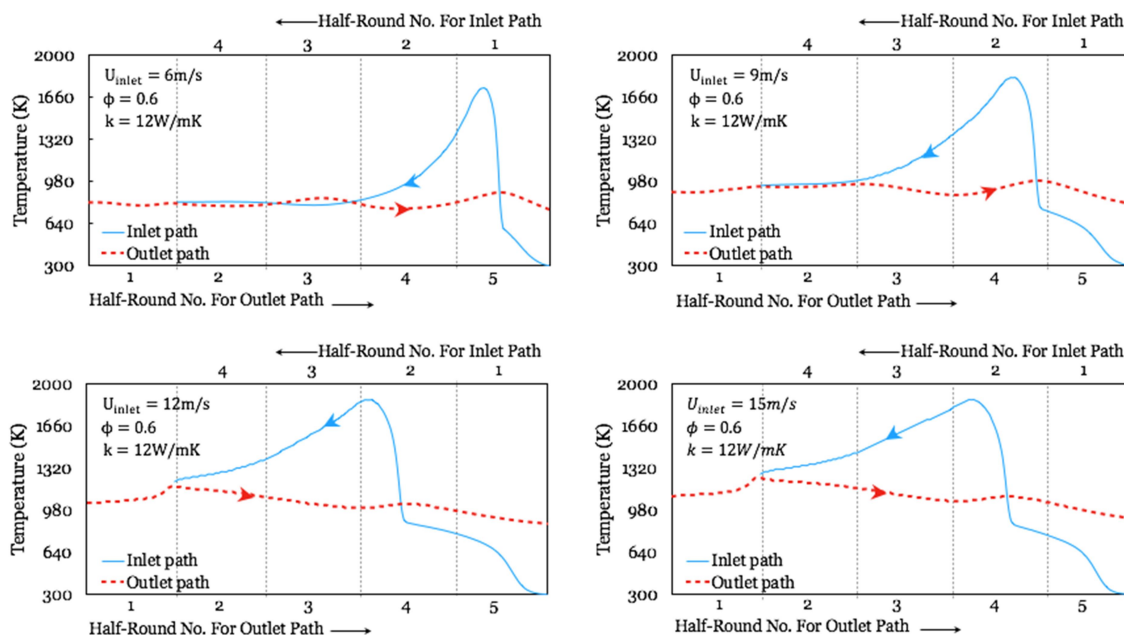 ←Half-Round No. For Inlet Path
4 3 2 1
2000
1660
1320
980
640
300
Temperature (K)
U_inlet = 6m/s
ϕ = 0.6
k = 12W/mK
Inlet path
Outlet path
1 2 3 4 5
Half-Round No. For Outlet Path →
←Half-Round No. For Inlet Path
4 3 2 1
2000
1660
1320
980
640
300
Temperature (K)
U_inlet = 9m/s
ϕ = 0.6
k = 12W/mK
Inlet path
Outlet path
1 2 3 4 5
Half-Round No. For Outlet Path →
←Half-Round No. For Inlet Path
4 3 2 1
2000
1660
1320
980
640
300
Temperature (K)
U_inlet = 12m/s
ϕ = 0.6
k = 12W/mK
Inlet path
Outlet path
1 2 3 4 5
Half-Round No. For Outlet Path →
←Half-Round No. For Inlet Path
4 3 2 1
2000
1660
1320
980
640
300
Temperature (K)
U_inlet = 15m/s
ϕ = 0.6
k = 12W/mK
Inlet path
Outlet path
1 2 3 4 5
Half-Round No. For Outlet Path →